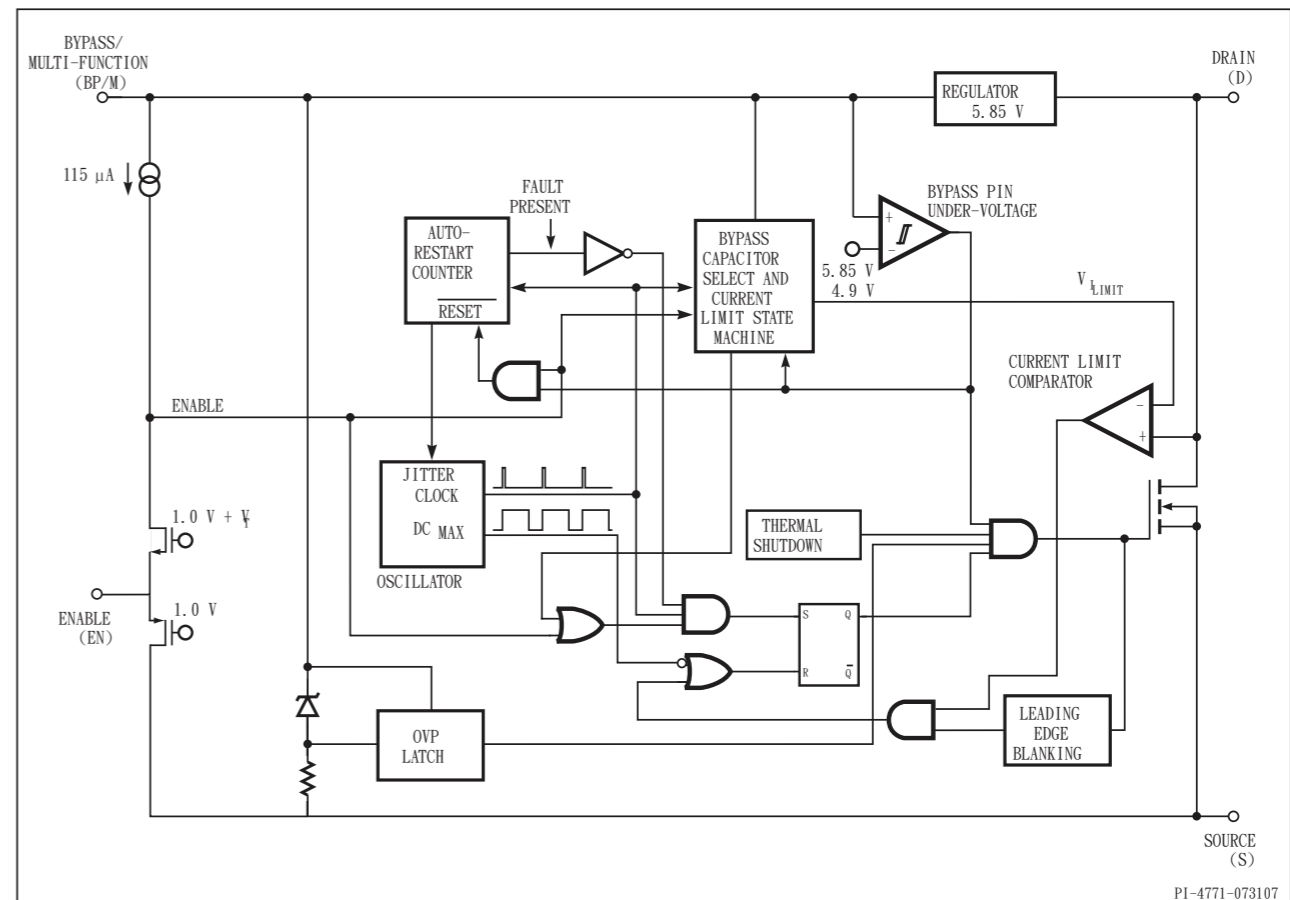 BYPASS/
MULTI-FUNCTION
(BP/M)
DRAIN
(D)
REGULATOR
5.85 V
115 μA
FAULT
PRESENT
BYPASS PIN
UNDER-VOLTAGE
AUTO-
RESTART
COUNTER
RESET
BYPASS
CAPACITOR
SELECT AND
CURRENT
LIMIT STATE
MACHINE
+
-
5.85 V
4.9 V
VI
LIMIT
CURRENT LIMIT
COMPARATOR
-
+
ENABLE
JITTER
CLOCK
DC MAX
OSCILLATOR
1.0 V + VT
THERMAL
SHUTDOWN
ENABLE
(EN)
1.0 V
S
Q
R
Q
OVP
LATCH
LEADING
EDGE
BLANKING
SOURCE
(S)
PI-4771-073107